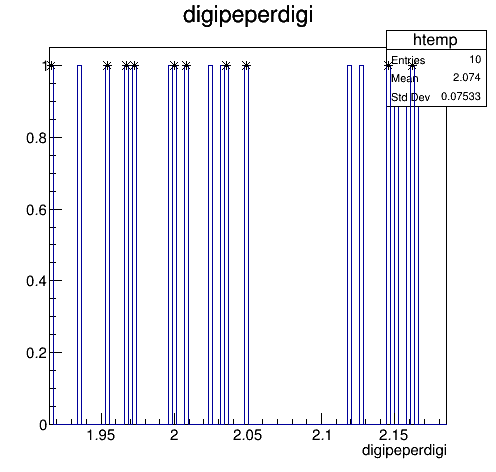 digipeperdigi
htemp
Entries 10
Mean 2.074
Std Dev 0.07533
1
0.8
0.6
0.4
0.2
0
1.95 2 2.05 2.1 2.15
digipeperdigi